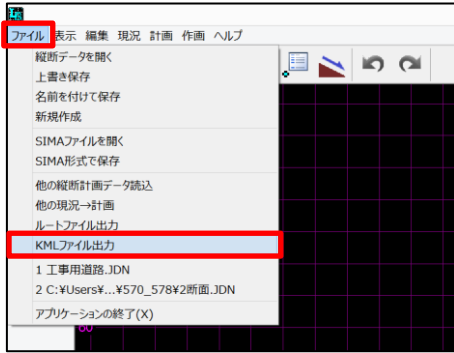 ファイル 表示 編集 現況 計画 作画 ヘルプ
縦断データを開く
上書き保存
名前を付けて保存
新規作成
SIMAファイルを開く
SIMA形式で保存
他の縦断計画データ読込
他の現況→計画
ルートファイル出力
KMLファイル出力
1 工事用道路.JDN
2 C:¥Users¥...¥570_578¥2断面.JDN
アプリケーションの終了(X)
60